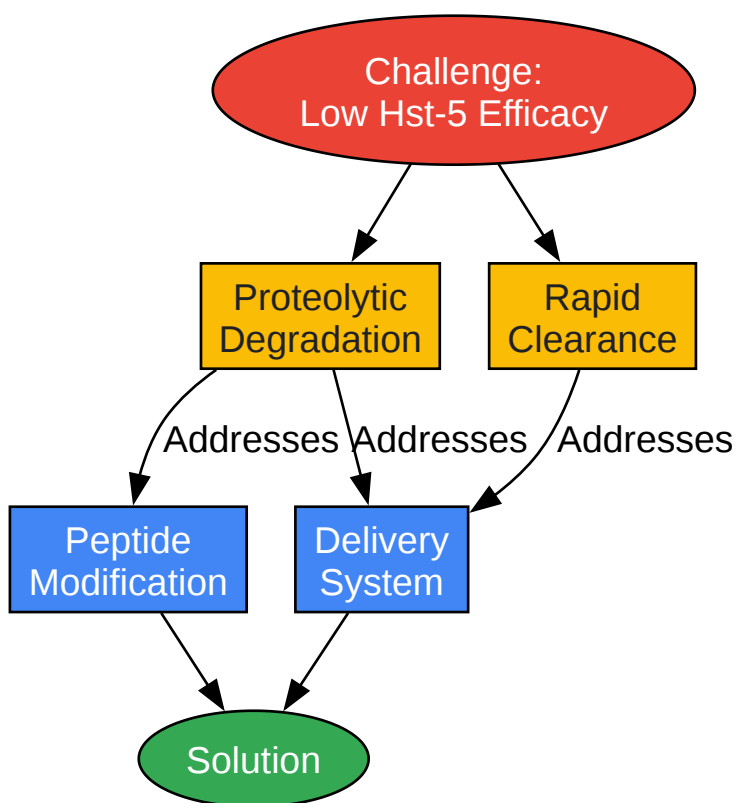 Challenge:
Low Hst-5 Efficacy
Proteolytic
Degradation
Rapid
Clearance
Addresses
Addresses
Addresses
Peptide
Modification
Delivery
System
Solution